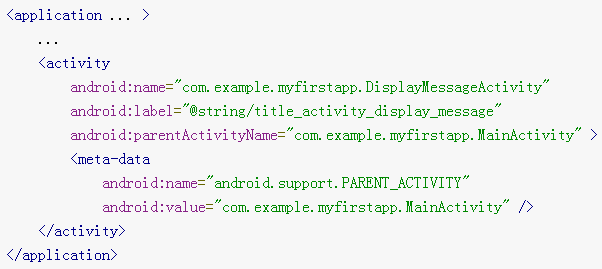 <application ... >
    ...
    <activity
        android:name="com.example.myfirstapp.DisplayMessageActivity"
        android:label="@string/title_activity_display_message"
        android:parentActivityName="com.example.myfirstapp.MainActivity" >
        <meta-data
            android:name="android.support.PARENT_ACTIVITY"
            android:value="com.example.myfirstapp.MainActivity" />
    </activity>
</application>